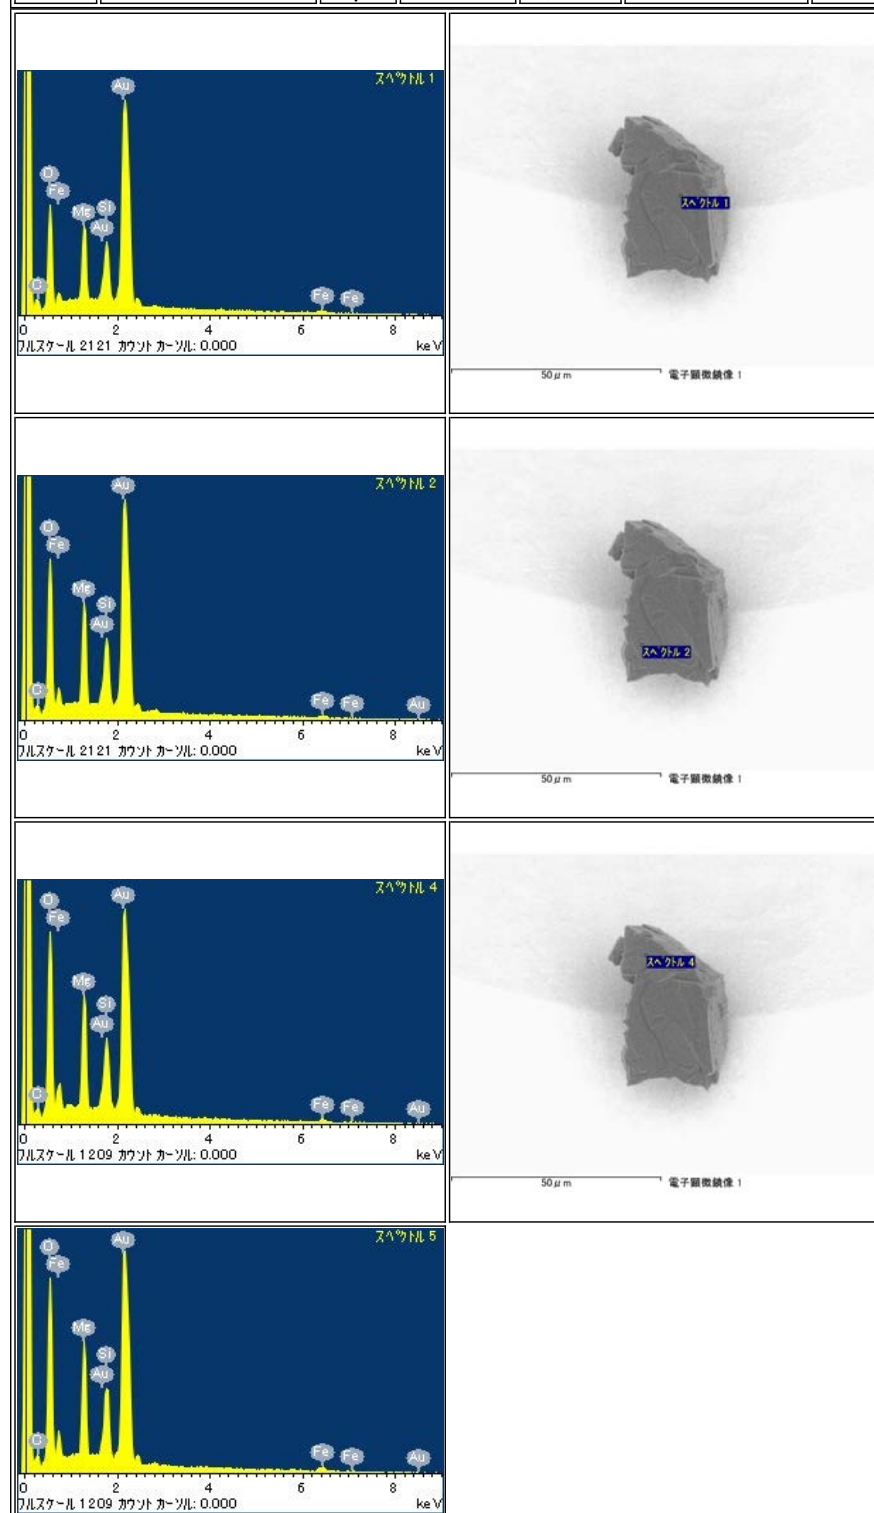 スペクトル 1
Au
O
Fe
Mg
Si
Au
C
Fe
Fe
0 2 4 6 8
フルスケール 2121 カウント カーソル: 0.000 keV
スペクトル 1
50μm 電子顕微鏡像 1
スペクトル 2
Au
O
Fe
Mg
Si
Au
C
Fe
Fe
Au
0 2 4 6 8
フルスケール 2121 カウント カーソル: 0.000 keV
スペクトル 2
50μm 電子顕微鏡像 1
スペクトル 4
Au
O
Fe
Mg
Si
Au
C
Fe
Fe
Au
0 2 4 6 8
フルスケール 1209 カウント カーソル: 0.000 keV
スペクトル 4
50μm 電子顕微鏡像 1
スペクトル 5
Au
O
Fe
Mg
Si
Au
C
Fe
Fe
Au
0 2 4 6 8
フルスケール 1209 カウント カーソル: 0.000 keV